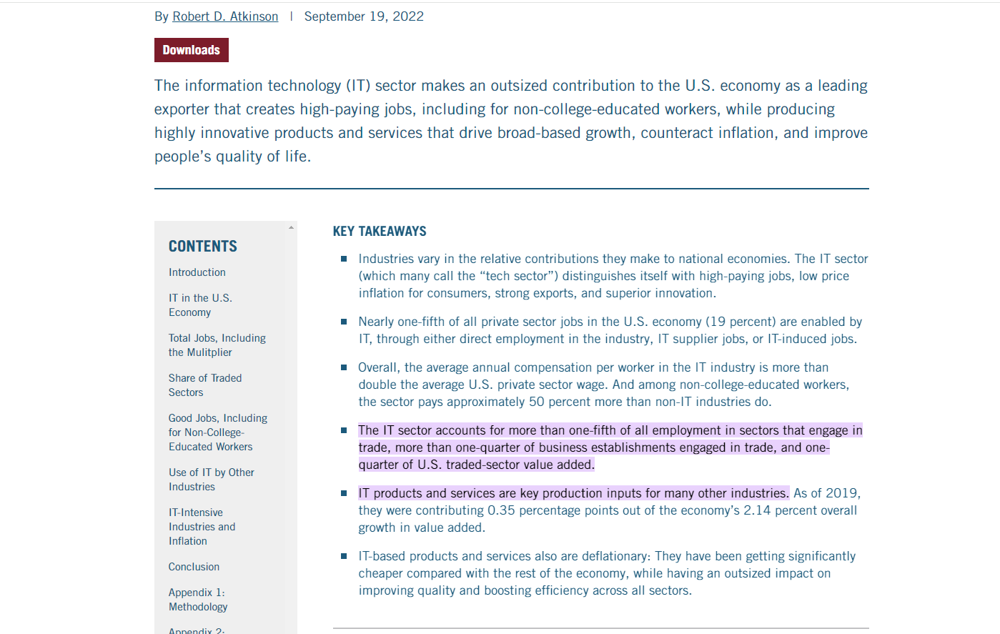 By Robert D. Atkinson | September 19, 2022
Downloads
The information technology (IT) sector makes an outsized contribution to the U.S. economy as a leading
exporter that creates high-paying jobs, including for non-college-educated workers, while producing
highly innovative products and services that drive broad-based growth, counteract inflation, and improve
people’s quality of life.
CONTENTS
Introduction
IT in the U.S.
Economy
Total Jobs, Including
the Mulitplier
Share of Traded
Sectors
Good Jobs, Including
for Non-College-
Educated Workers
Use of IT by Other
Industries
IT-Intensive
Industries and
Inflation
Conclusion
Appendix 1:
Methodology
Appendix 2:
KEY TAKEAWAYS
Industries vary in the relative contributions they make to national economies. The IT sector
(which many call the “tech sector”) distinguishes itself with high-paying jobs, low price
inflation for consumers, strong exports, and superior innovation.
Nearly one-fifth of all private sector jobs in the U.S. economy (19 percent) are enabled by
IT, through either direct employment in the industry, IT supplier jobs, or IT-induced jobs.
Overall, the average annual compensation per worker in the IT industry is more than
double the average U.S. private sector wage. And among non-college-educated workers,
the sector pays approximately 50 percent more than non-IT industries do.
The IT sector accounts for more than one-fifth of all employment in sectors that engage in
trade, more than one-quarter of business establishments engaged in trade, and one-
quarter of U.S. traded-sector value added.
IT products and services are key production inputs for many other industries. As of 2019,
they were contributing 0.35 percentage points out of the economy’s 2.14 percent overall
growth in value added.
IT-based products and services also are deflationary: They have been getting significantly
cheaper compared with the rest of the economy, while having an outsized impact on
improving quality and boosting efficiency across all sectors.